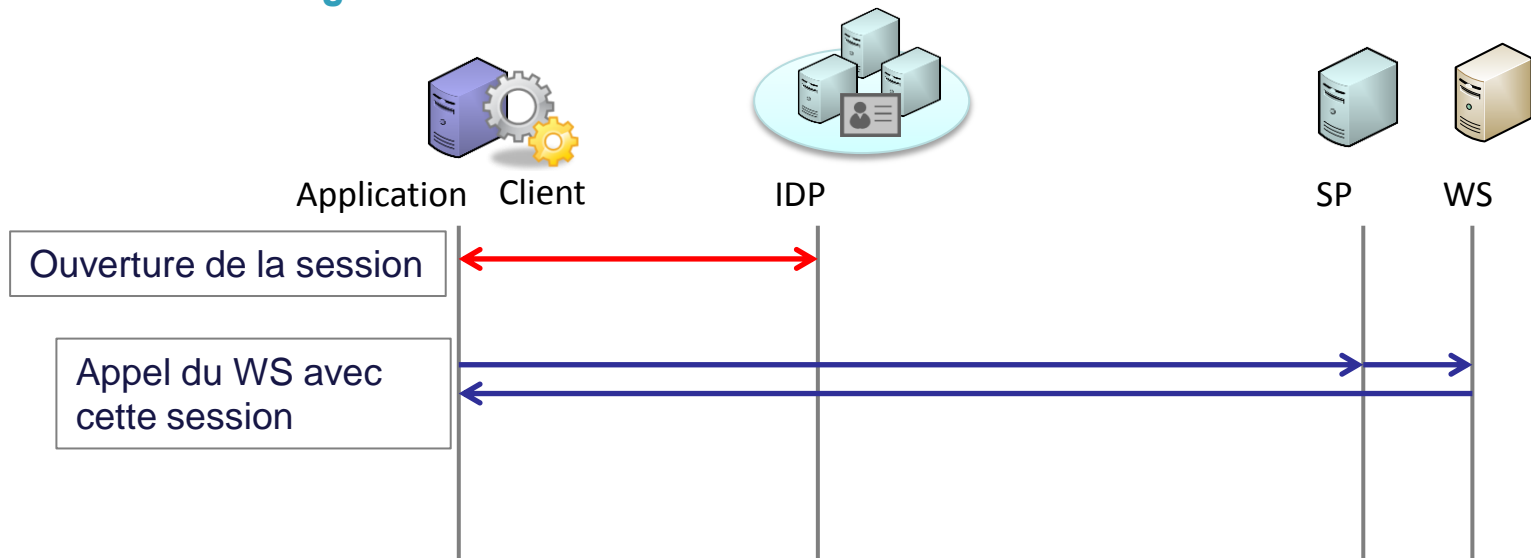 Application Client IDP SP WS
Ouverture de la session
Appel du WS avec
cette session